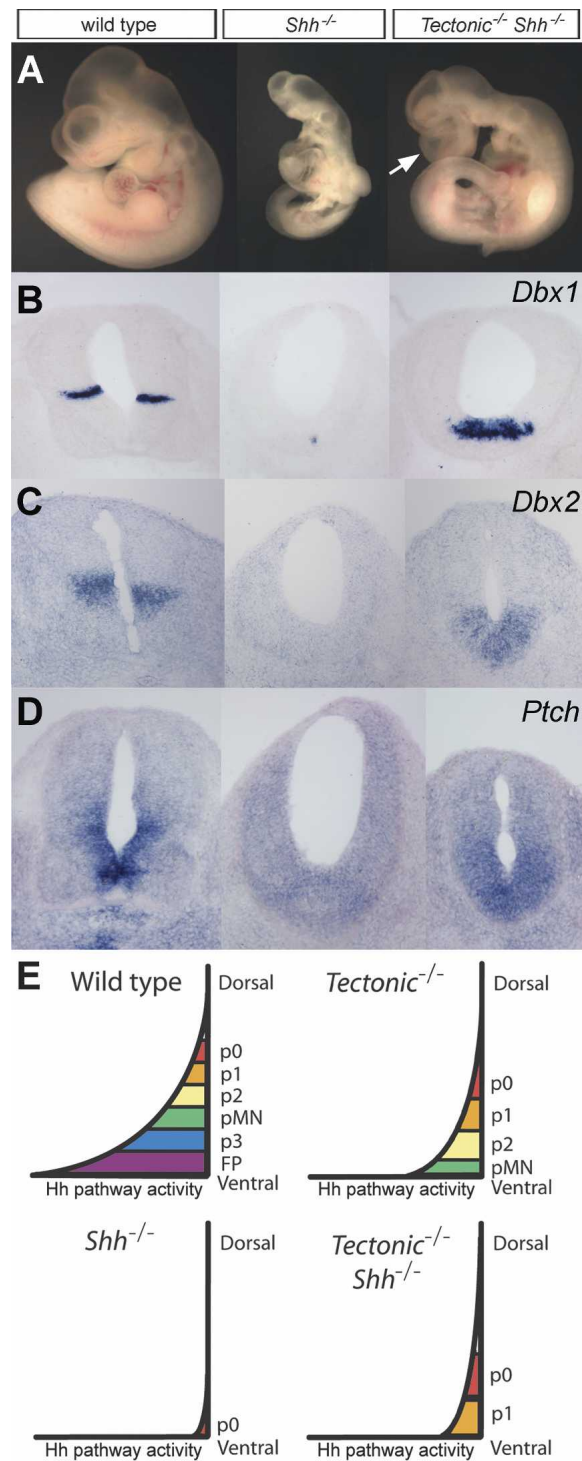 wild type
Shh-/-
Tectonic-/- Shh-/-
A
B
Dbx1
C
Dbx2
D
Ptch
E
Wild type
Dorsal
p0
p1
p2
pMN
p3
FP
Ventral
Hh pathway activity
Tectonic-/-
Dorsal
p0
p1
p2
pMN
Ventral
Hh pathway activity
Shh-/-
Dorsal
p0
Ventral
Hh pathway activity
Tectonic-/-
Shh-/-
Dorsal
p0
p1
Ventral
Hh pathway activity